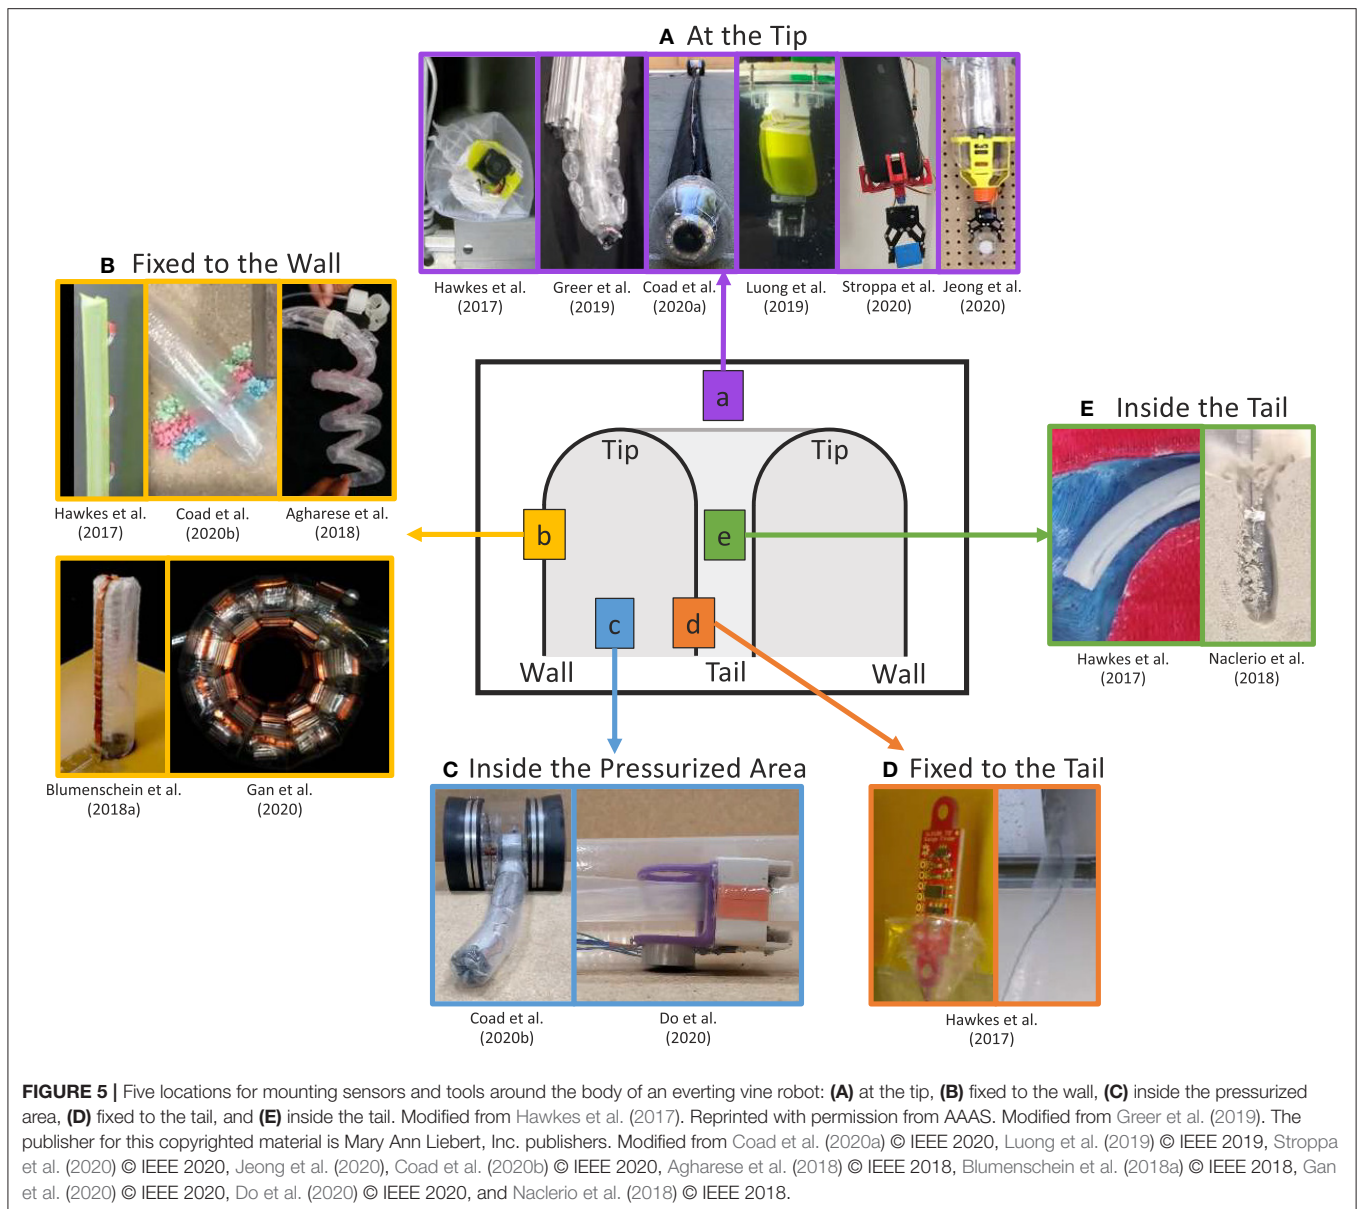 A At the Tip
Hawkes et al.
(2017)
Greer et al.
(2019)
Coad et al.
(2020a)
Luong et al.
(2019)
Stroppa et al.
(2020)
Jeong et al.
(2020)
B Fixed to the Wall
Hawkes et al.
(2017)
Coad et al.
(2020b)
Agharese et al.
(2018)
Blumenschein et al.
(2018a)
Gan et al.
(2020)
a
Tip
Tip
b
e
c
d
Wall
Tail
Wall
E Inside the Tail
Hawkes et al.
(2017)
Naclerio et al.
(2018)
C Inside the Pressurized Area
Coad et al.
(2020b)
Do et al.
(2020)
D Fixed to the Tail
Hawkes et al.
(2017)
FIGURE 5 | Five locations for mounting sensors and tools around the body of an everting vine robot: (A) at the tip, (B) fixed to the wall, (C) inside the pressurized
area, (D) fixed to the tail, and (E) inside the tail. Modified from Hawkes et al. (2017). Reprinted with permission from AAAS. Modified from Greer et al. (2019). The
publisher for this copyrighted material is Mary Ann Liebert, Inc. publishers. Modified from Coad et al. (2020a) © IEEE 2020, Luong et al. (2019) © IEEE 2019, Stroppa
et al. (2020) © IEEE 2020, Jeong et al. (2020), Coad et al. (2020b) © IEEE 2020, Agharese et al. (2018) © IEEE 2018, Blumenschein et al. (2018a) © IEEE 2018, Gan
et al. (2020) © IEEE 2020, Do et al. (2020) © IEEE 2020, and Naclerio et al. (2018) © IEEE 2018.